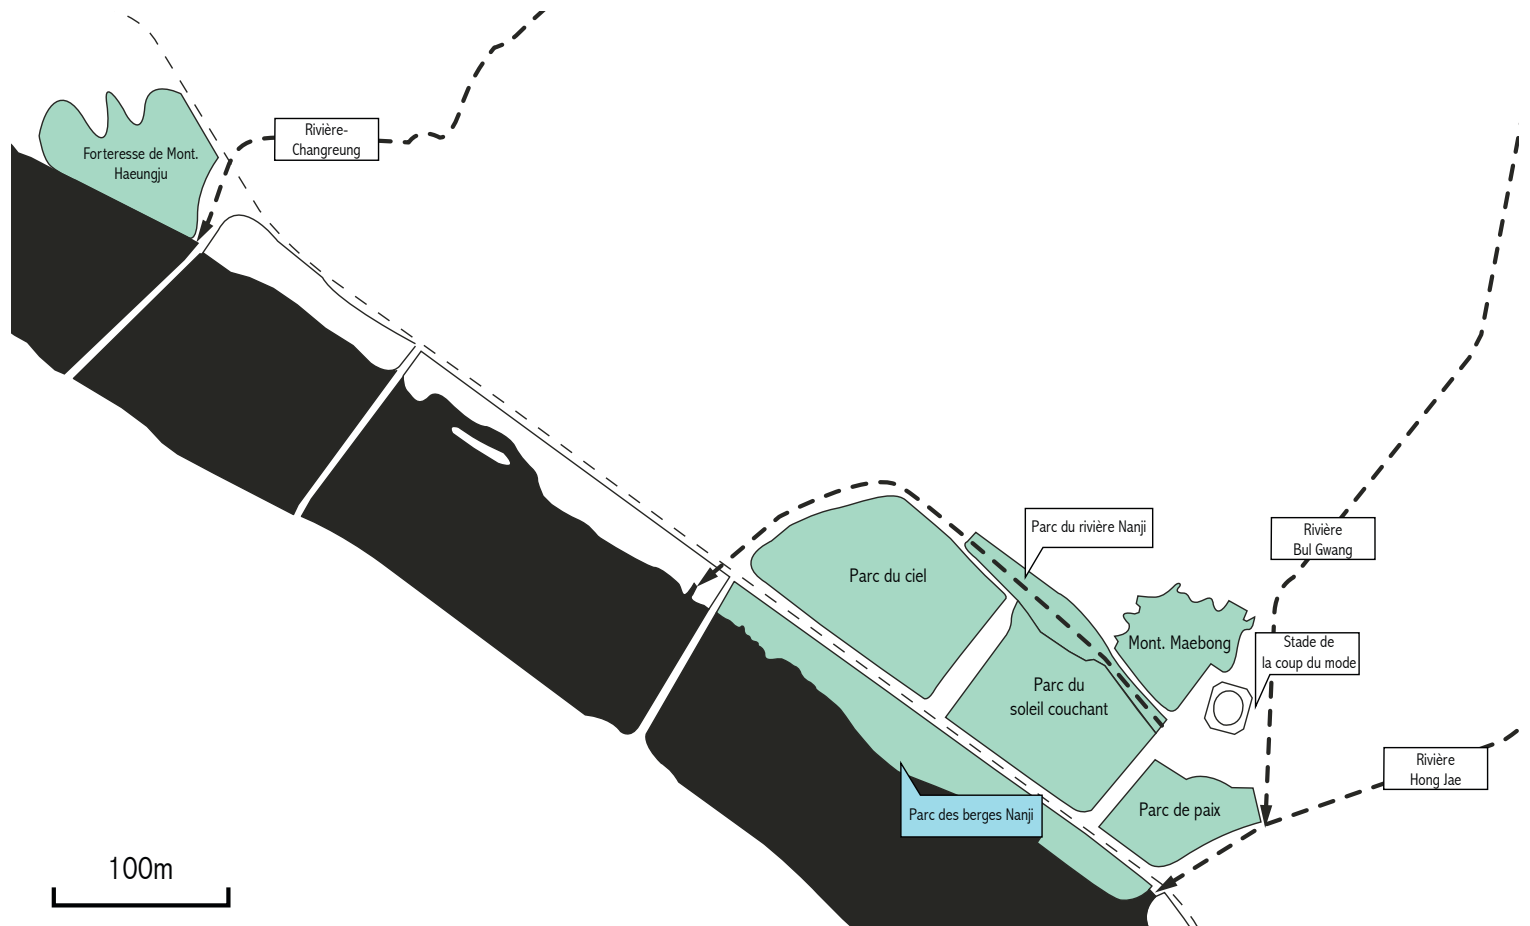 Rivière-
Changreung
Forteresse de Mont.
Haeungju
Parc du rivière Nanji
Rivière
Bul Gwang
Parc du ciel
Mont. Maebong
Stade de
la coup du mode
Parc du
soleil couchant
Rivière
Hong Jae
Parc des berges Nanji
Parc de paix
100m